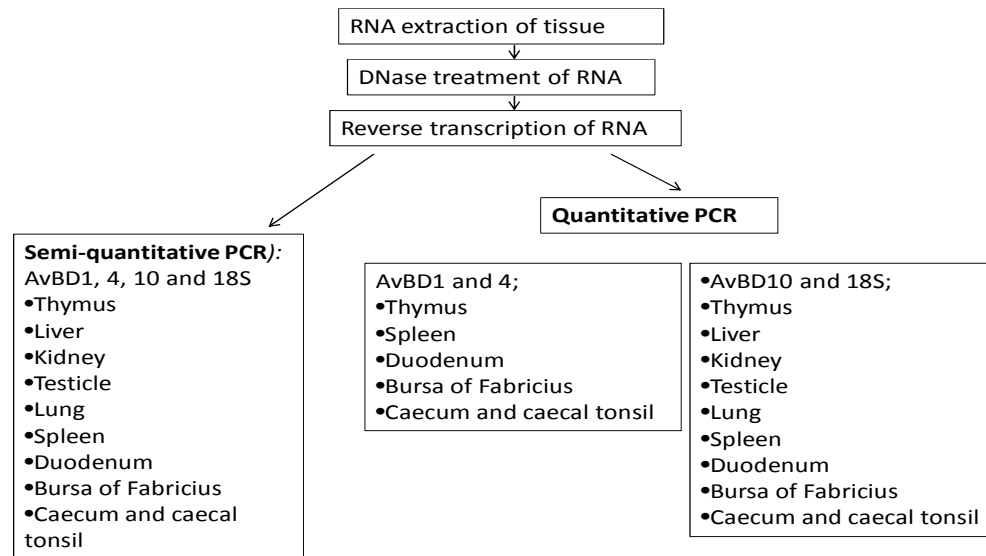 RNA extraction of tissue
DNase treatment of RNA
Reverse transcription of RNA
Quantitative PCR
Semi-quantitative PCR):
AvBD1, 4, 10 and 18S
•Thymus
•Liver
•Kidney
•Testicle
•Lung
•Spleen
•Duodenum
•Bursa of Fabricius
•Caecum and caecal
tonsil
AvBD1 and 4;
•Thymus
•Spleen
•Duodenum
•Bursa of Fabricius
•Caecum and caecal tonsil
•AvBD10 and 18S;
•Thymus
•Liver
•Kidney
•Testicle
•Lung
•Spleen
•Duodenum
•Bursa of Fabricius
•Caecum and caecal tonsil